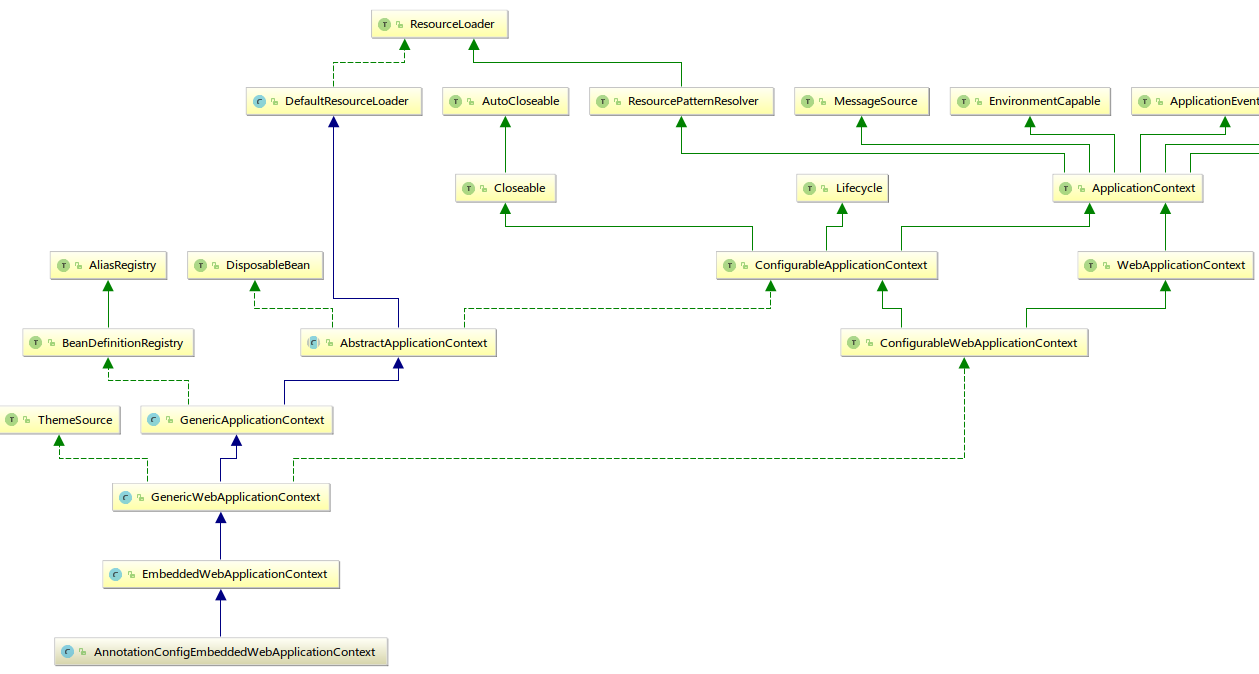 ResourceLoader
DefaultResourceLoader
AutoCloseable
ResourcePatternResolver
MessageSource
EnvironmentCapable
ApplicationEvent
Closeable
Lifecycle
ApplicationContext
AliasRegistry
DisposableBean
ConfigurableApplicationContext
WebApplicationContext
BeanDefinitionRegistry
AbstractApplicationContext
ConfigurableWebApplicationContext
ThemeSource
GenericApplicationContext
GenericWebApplicationContext
EmbeddedWebApplicationContext
AnnotationConfigEmbeddedWebApplicationContext